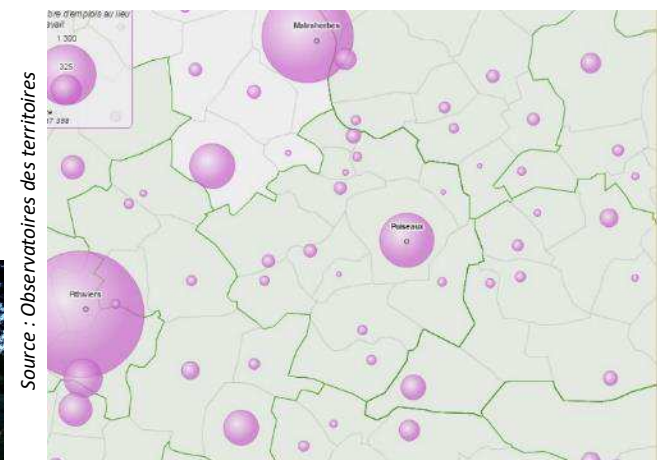 bre d'emplois au lieu
avail
1 300
325
Malesherbes
Puiseaux
Pithiviers
Source : Observatoires des territoires